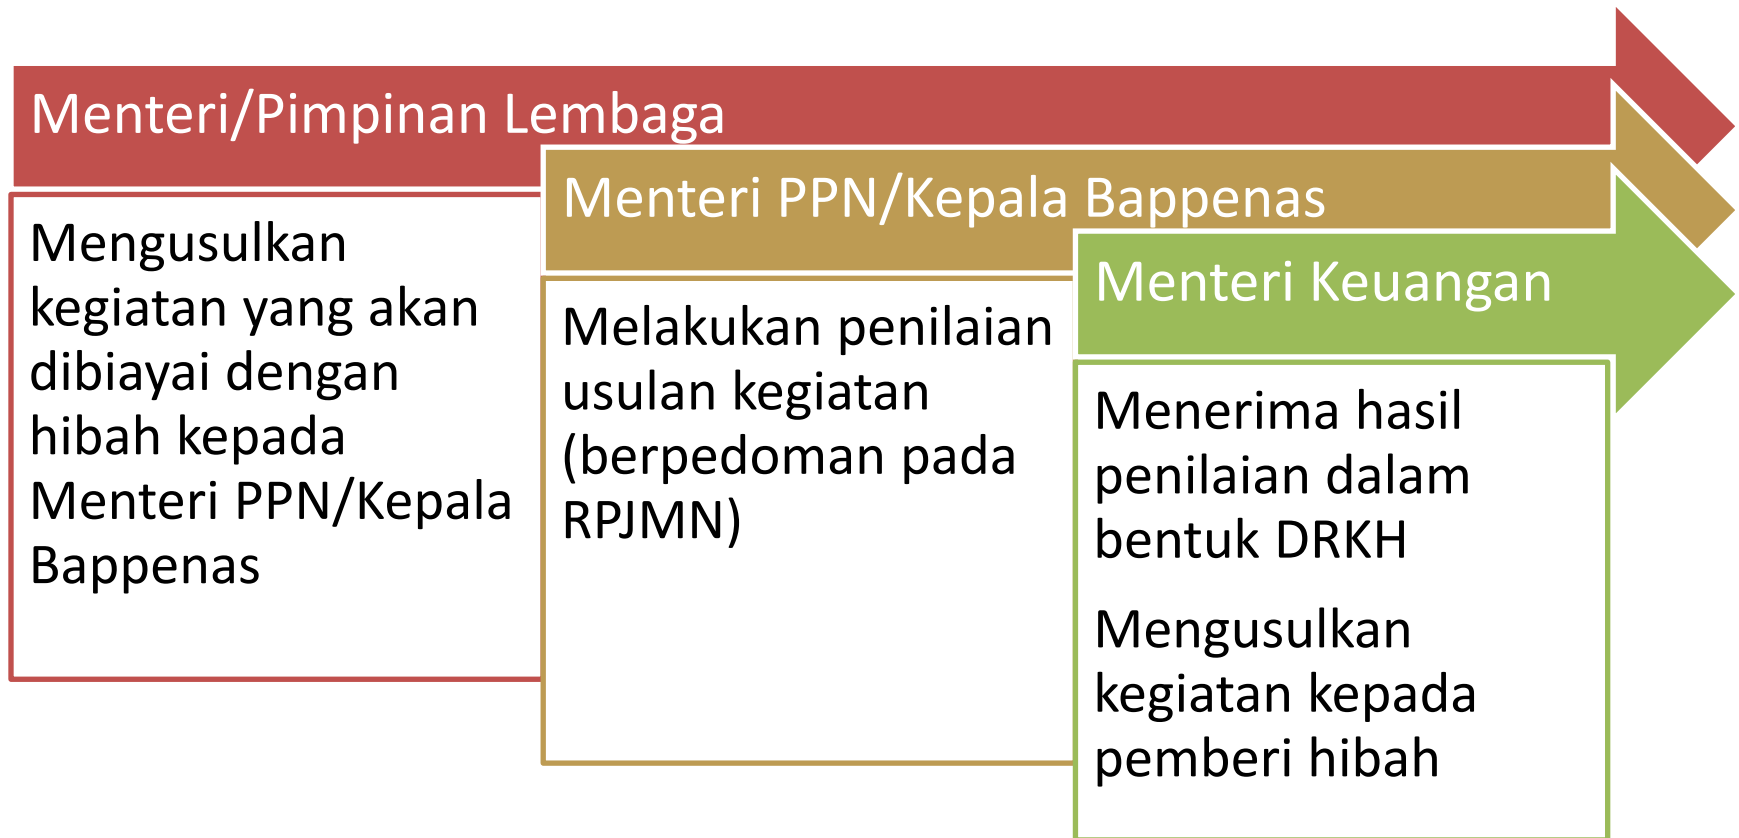 Menteri/Pimpinan Lembaga
Mengusulkan
kegiatan yang akan
dibiayai dengan
hibah kepada
Menteri PPN/Kepala
Bappenas
Menteri PPN/Kepala Bappenas
Melakukan penilaian
usulan kegiatan
(berpedoman pada
RPJMN)
Menteri Keuangan
Menerima hasil
penilaian dalam
bentuk DRKH
Mengusulkan
kegiatan kepada
pemberi hibah